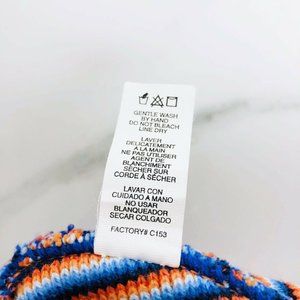 GENTLE WASH
BY HAND
DO NOT BLEACH
LINE DRY
LAVER
DELICATEMENT
A LA MAIN
NE PAS UTILISER
AGENT DE
BLANCHIMENT
SÉCHER SUR
CORDE À SÉCHER
LAVAR CON
CUIDADO A MANO
NO USAR
BLANQUEADOR
SECAR COLGADO
FACTORY# C153